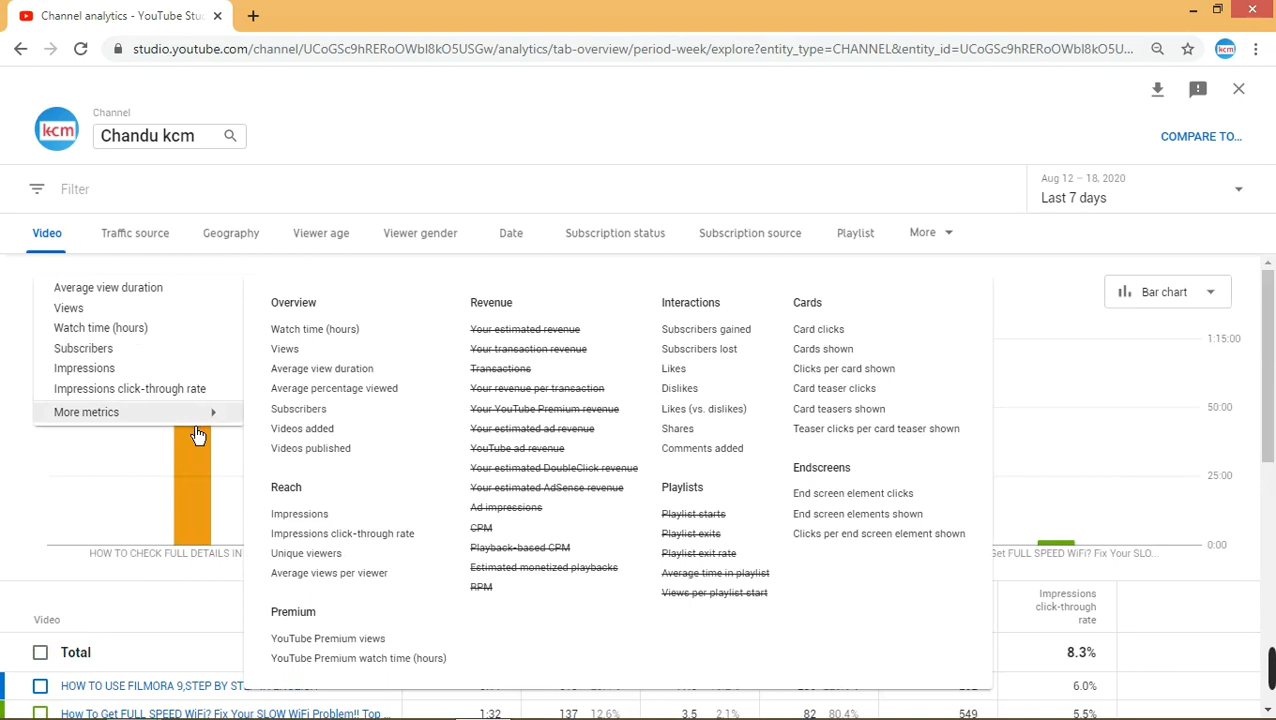 Channel analytics - YouTube Stu
studio.youtube.com/channel/UCoGSc9hRERoOWbI8kO5USGw/analytics/tab-overview/period-week/explore?entity_type=CHANNEL&entity_id=UCoGSc9hRERoOWbI8kO5U...
kcm
kcm
Channel
Chandu kcm
COMPARE TO...
Filter
Aug 12 – 18, 2020
Last 7 days
Video Traffic source Geography Viewer age Viewer gender Date Subscription status Subscription source Playlist More
Average view duration
Views
Watch time (hours)
Subscribers
Impressions
Impressions click-through rate
More metrics
Overview
Watch time (hours)
Views
Average view duration
Average percentage viewed
Subscribers
Videos added
Videos published
Reach
Impressions
Impressions click-through rate
Unique viewers
Average views per viewer
Premium
YouTube Premium views
YouTube Premium watch time (hours)
Revenue
Your estimated revenue
Your transaction revenue
Transactions
Your revenue per transaction
Your YouTube Premium revenue
Your estimated ad revenue
YouTube ad revenue
Your estimated DoubleClick revenue
Your estimated AdSense revenue
Ad impressions
CPM
Playback-based CPM
Estimated monetized playbacks
RPM
Interactions
Subscribers gained
Subscribers lost
Likes
Dislikes
Likes (vs. dislikes)
Shares
Comments added
Playlists
Playlist starts
Playlist exits
Playlist exit rate
Average time in playlist
Views per playlist start
Cards
Card clicks
Cards shown
Clicks per card shown
Card teaser clicks
Card teasers shown
Teaser clicks per card teaser shown
Endscreens
End screen element clicks
End screen elements shown
Clicks per end screen element shown
Bar chart
1:15:00
50:00
25:00
0:00
HOW TO CHECK FULL DETAILS IN
Get FULL SPEED WiFi? Fix Your SLO...
Video
Impressions
click-through
rate
Total 8.3%
HOW TO USE FILMORA 9,STEP BY 6.0%
How To Get FULL SPEED WiFi? Fix Your SLOW WiFi Problem!! Top ... 1:32 137 12.6% 3.5 2.1% 82 80.4% 549 5.5%